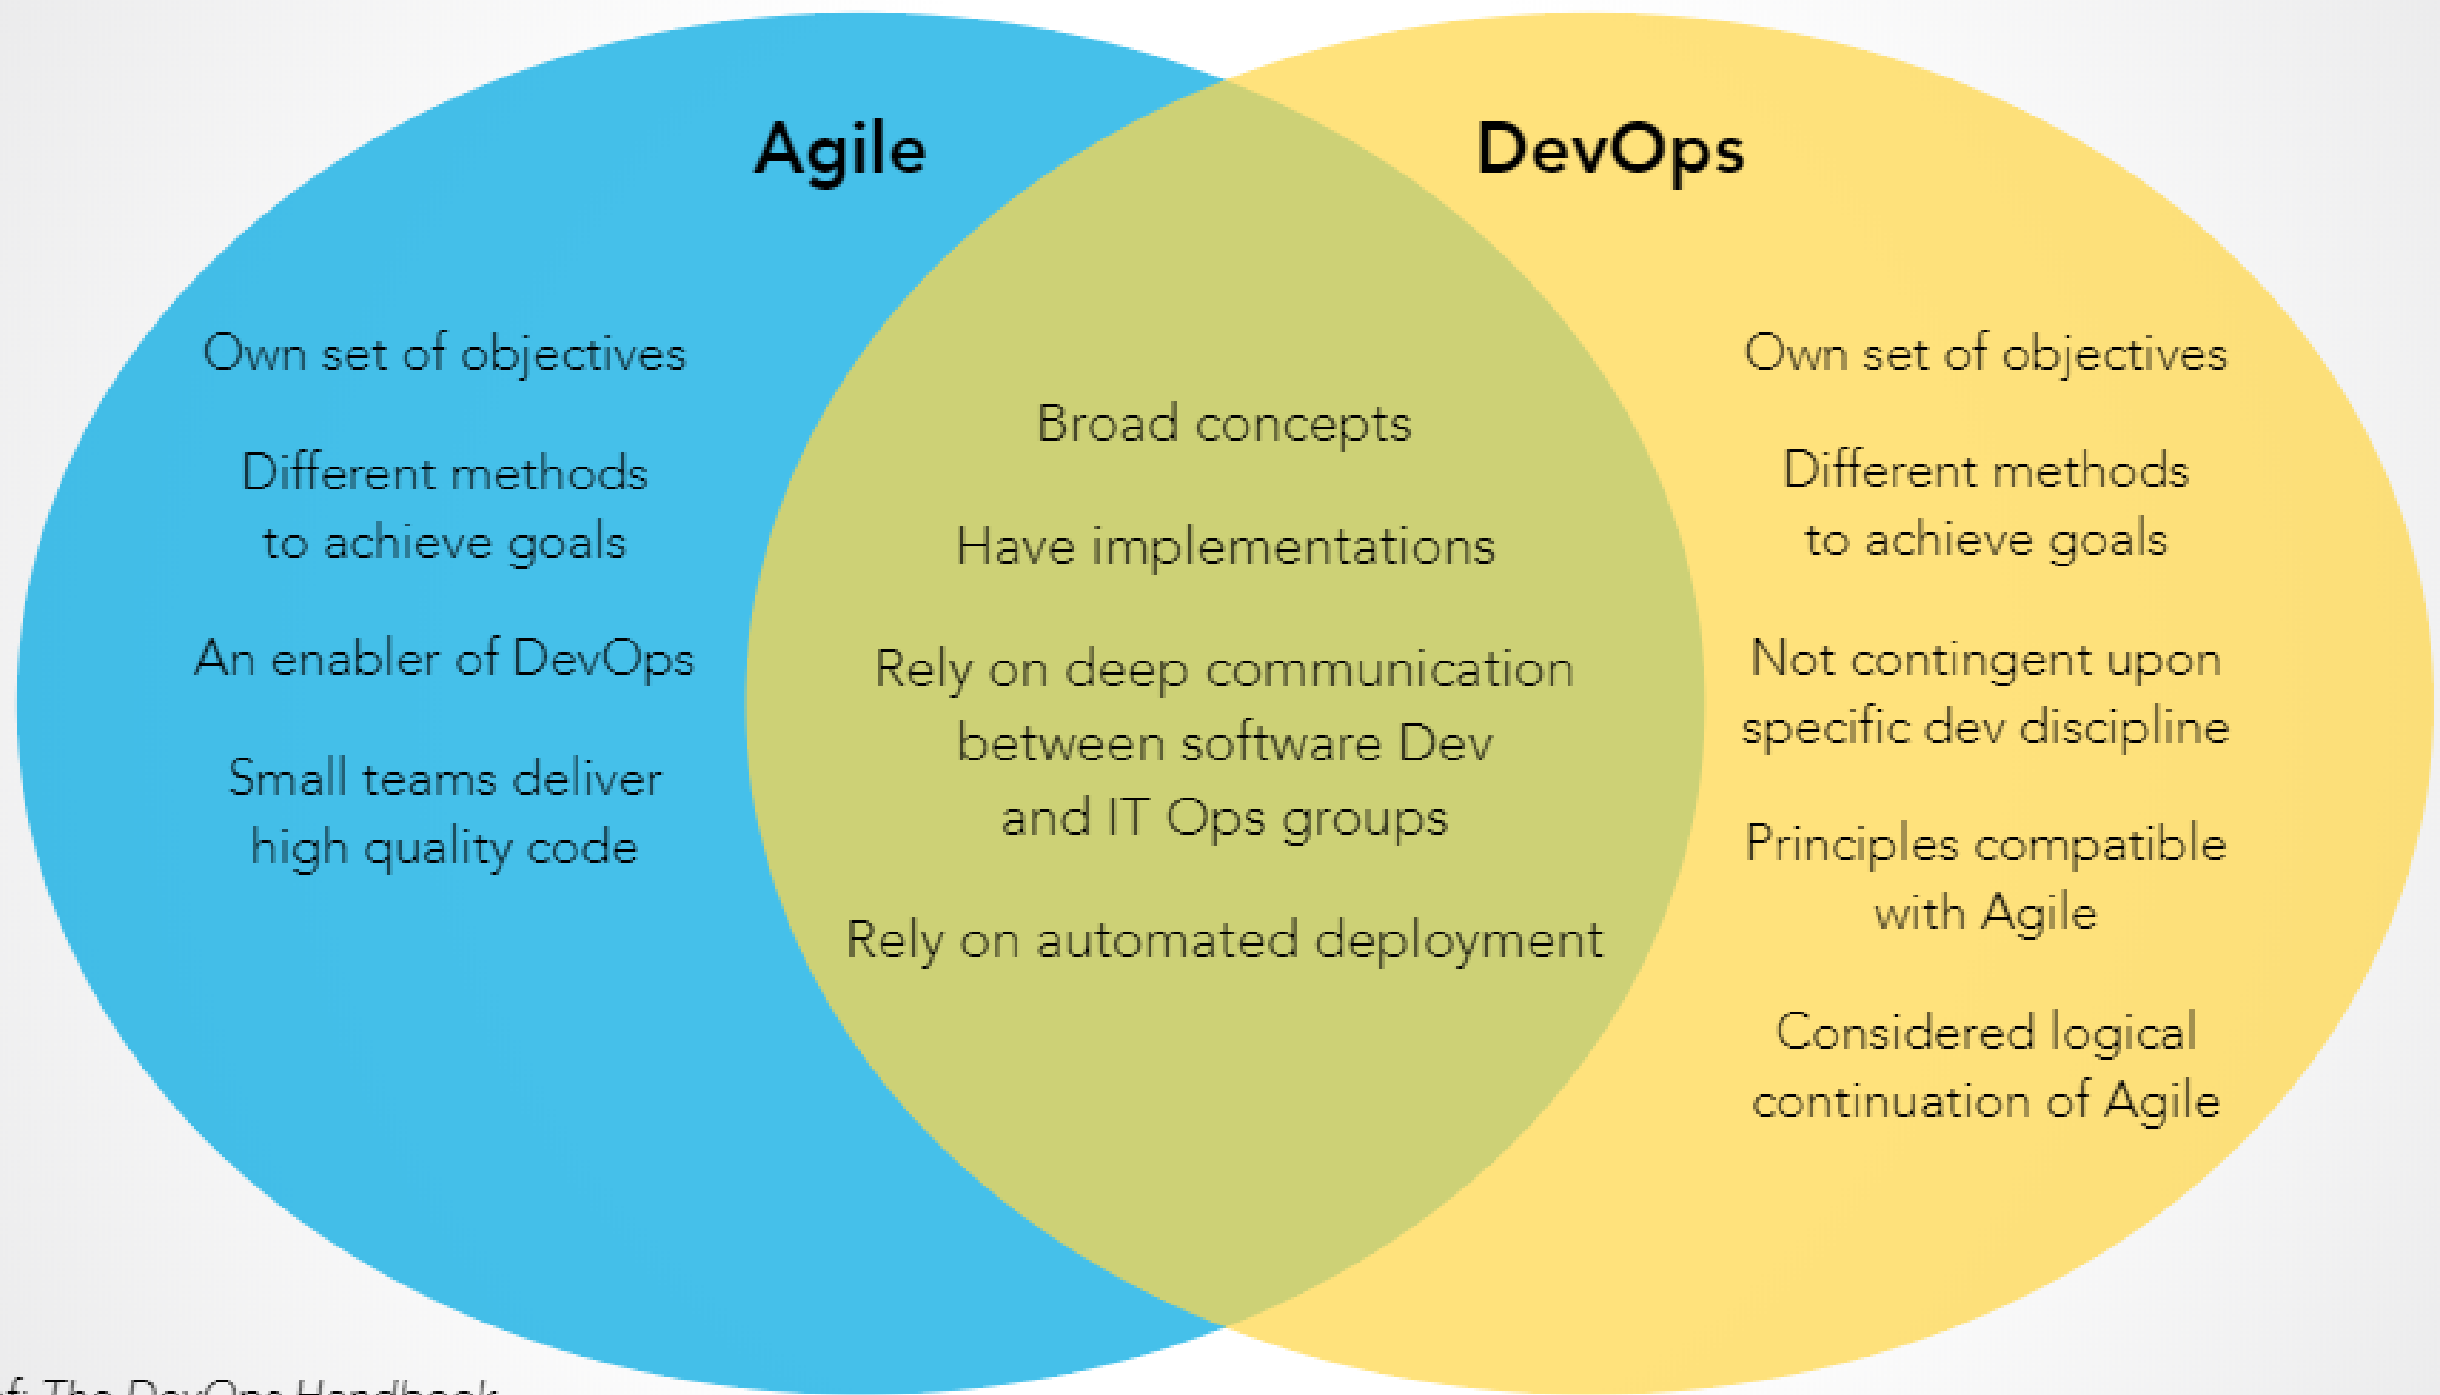 Agile
Own set of objectives
Different methods
to achieve goals
An enabler of DevOps
Small teams deliver
high quality code
Broad concepts
Have implementations
Rely on deep communication
between software Dev
and IT Ops groups
Rely on automated deployment
DevOps
Own set of objectives
Different methods
to achieve goals
Not contingent upon
specific dev discipline
Principles compatible
with Agile
Considered logical
continuation of Agile
The DevOps Handbook